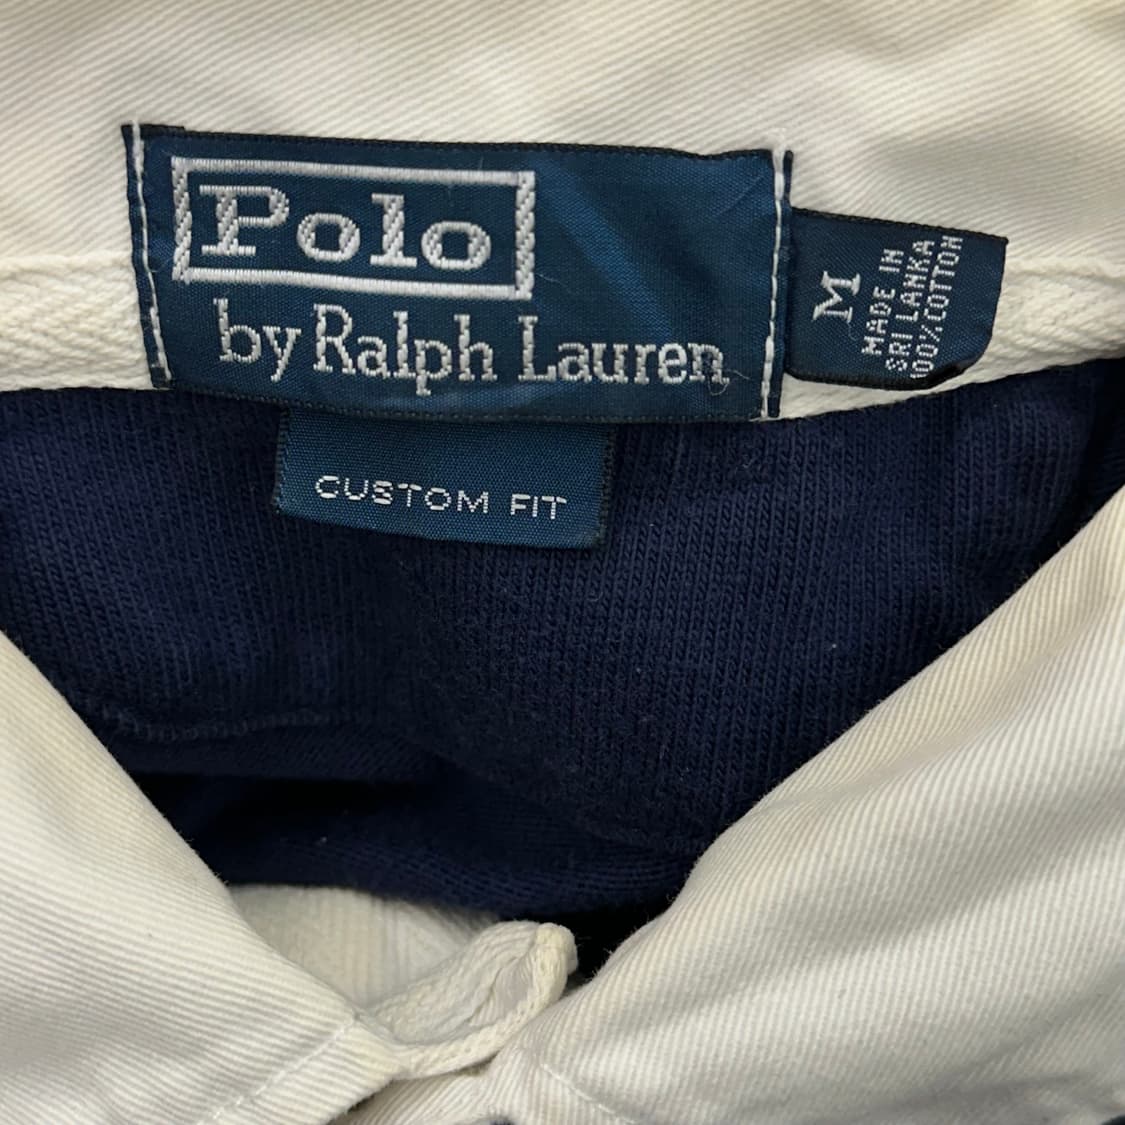 Polo
by Ralph Lauren
M
MADE IN
SRI LANKA
100% COTTON
CUSTOM FIT